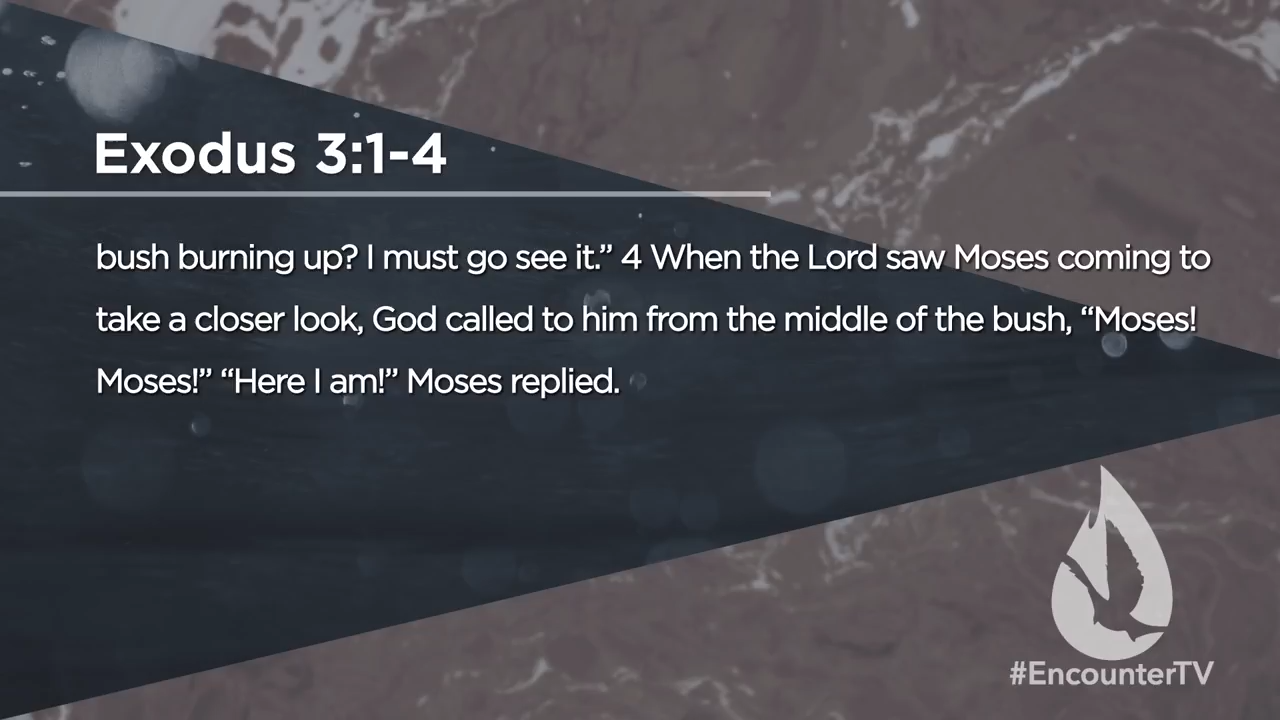 Exodus 3:1-4
bush burning up? I must go see it.” 4 When the Lord saw Moses coming to
take a closer look, God called to him from the middle of the bush, “Moses!
Moses!” “Here I am!” Moses replied.
#EncounterTV